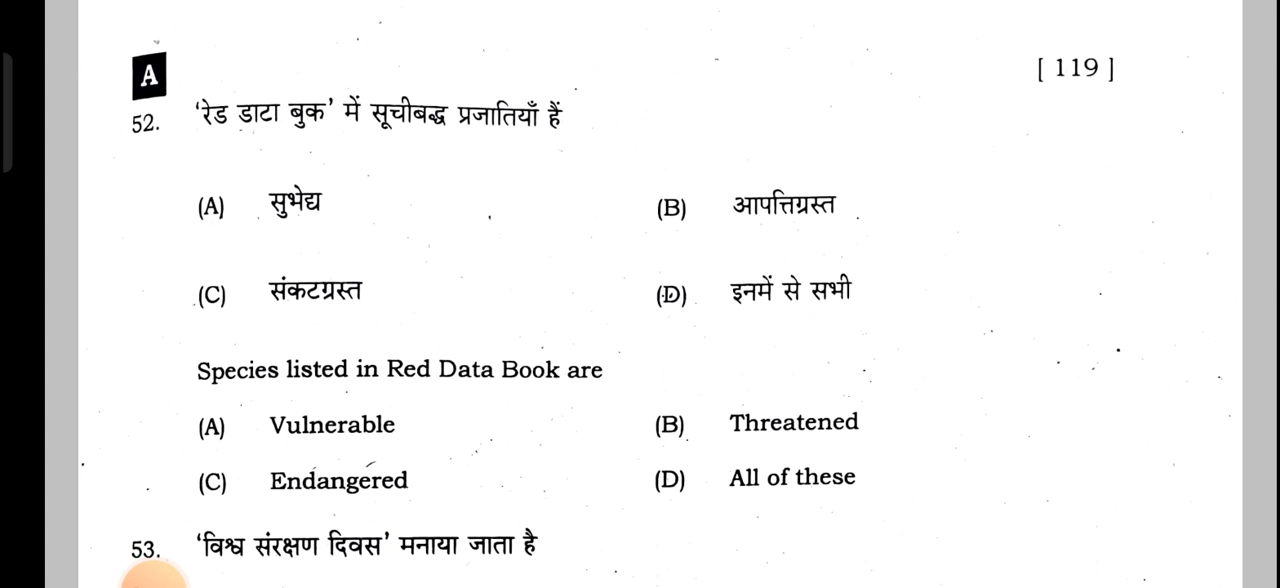 A
[ 119 ]
52. ‘रेड डाटा बुक’ में सूचीबद्ध प्रजातियाँ हैं
(A) सुभेद्य (B) आपत्तिग्रस्त
(C) संकटग्रस्त (D) इनमें से सभी
Species listed in Red Data Book are
(A) Vulnerable (B) Threatened
(C) Endangered (D) All of these
53. ‘विश्व संरक्षण दिवस’ मनाया जाता है